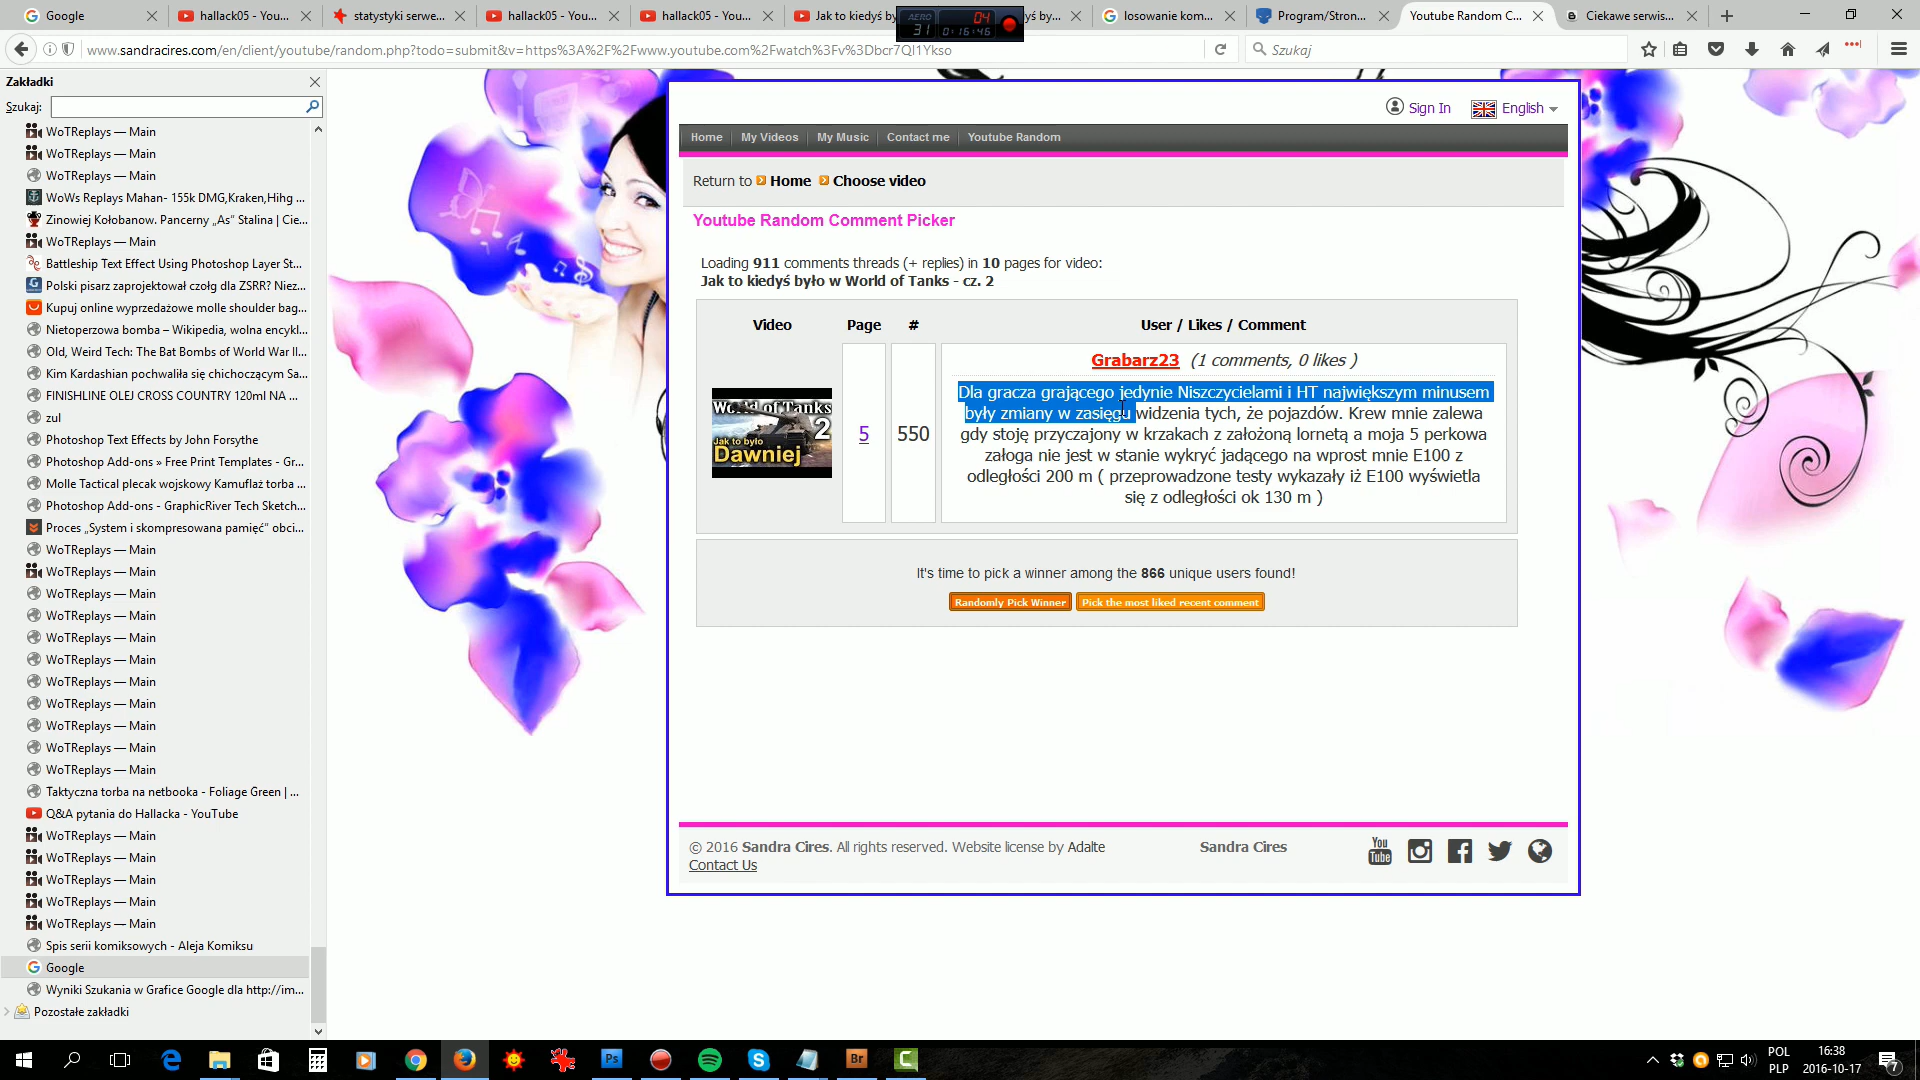 Google
hallack05 - You...
statystyki serwe...
hallack05 - You...
hallack05 - You...
Jak to kiedyś by
yś by...
losowanie kom...
Program/Stron...
Youtube Random C...
Ciekawe serwis...
AERO
31
04
0:16:46
www.sandracires.com/en/client/youtube/random.php?todo=submit&v=https%3A%2F%2Fwww.youtube.com%2Fwatch%3Fv%3Dbcr7Ql1Ykso
Szukaj
Zakładki
Szukaj:
WoTReplays — Main
WoTReplays — Main
WoTReplays — Main
WoWs Replays Mahan- 155k DMG,Kraken,Hihg ...
Zinowiej Kołobanow. Pancerny „As” Stalina | Cie...
WoTReplays — Main
Battleship Text Effect Using Photoshop Layer St...
Polski pisarz zaprojektował czołg dla ZSRR? Niez...
Kupuj online wyprzedażowe molle shoulder bag...
Nietoperzowa bomba – Wikipedia, wolna encykl...
Old, Weird Tech: The Bat Bombs of World War II...
Kim Kardashian pochwaliła się chichoczącym Sa...
FINISHLINE OLEJ CROSS COUNTRY 120ml NA ...
zul
Photoshop Text Effects by John Forsythe
Photoshop Add-ons » Free Print Templates - Gr...
Molle Tactical plecak wojskowy Kamuflaż torba ...
Photoshop Add-ons - GraphicRiver Tech Sketch...
Proces „System i skompresowana pamięć” obci...
WoTReplays — Main
WoTReplays — Main
WoTReplays — Main
WoTReplays — Main
WoTReplays — Main
WoTReplays — Main
WoTReplays — Main
WoTReplays — Main
WoTReplays — Main
WoTReplays — Main
WoTReplays — Main
Taktyczna torba na netbooka - Foliage Green | ...
Q&A pytania do Hallacka - YouTube
WoTReplays — Main
WoTReplays — Main
WoTReplays — Main
WoTReplays — Main
WoTReplays — Main
Spis serii komiksowych - Aleja Komiksu
Google
Wyniki Szukania w Grafice Google dla http://im...
Pozostałe zakładki
Sign In
English
Home
My Videos
My Music
Contact me
Youtube Random
Return to Home Choose video
Youtube Random Comment Picker
Loading 911 comments threads (+ replies) in 10 pages for video:
Jak to kiedyś było w World of Tanks - cz. 2
Video
Page
#
User / Likes / Comment
World of Tanks
2
Jak to było
Dawniej
5
550
Grabarz23 (1 comments, 0 likes )
Dla gracza grającego jedynie Niszczycielami i HT największym minusem
były zmiany w zasięgu widzenia tych, że pojazdów. Krew mnie zalewa
gdy stoję przyczajony w krzakach z założoną lornetą a moja 5 perkowa
załoga nie jest w stanie wykryć jadącego na wprost mnie E100 z
odległości 200 m ( przeprowadzone testy wykazały iż E100 wyświetla
się z odległości ok 130 m )
It's time to pick a winner among the 866 unique users found!
Randomly Pick Winner
Pick the most liked recent comment
© 2016 Sandra Cires. All rights reserved. Website license by Adalte
Contact Us
Sandra Cires
You
Tube
Ps
Br
POL
PLP
16:38
2016-10-17
7